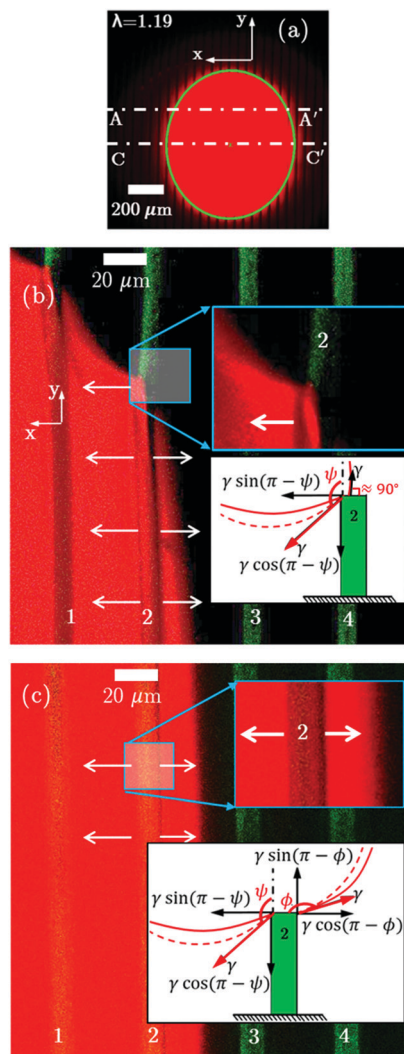 λ=1.19
y
(a)
x
A
A′
C
C′
200 μm
20 μm
(b)
2
y
x
γ sin(π − ψ)
ψ
γ
≈ 90°
2
γ
γ cos(π − ψ)
1
2
3
4
(c)
20 μm
2
γ sin(π − ϕ)
γ sin(π − ψ)
ψ
ϕ
γ
2
γ cos(π − ϕ)
γ
γ cos(π − ψ)
1
2
3
4